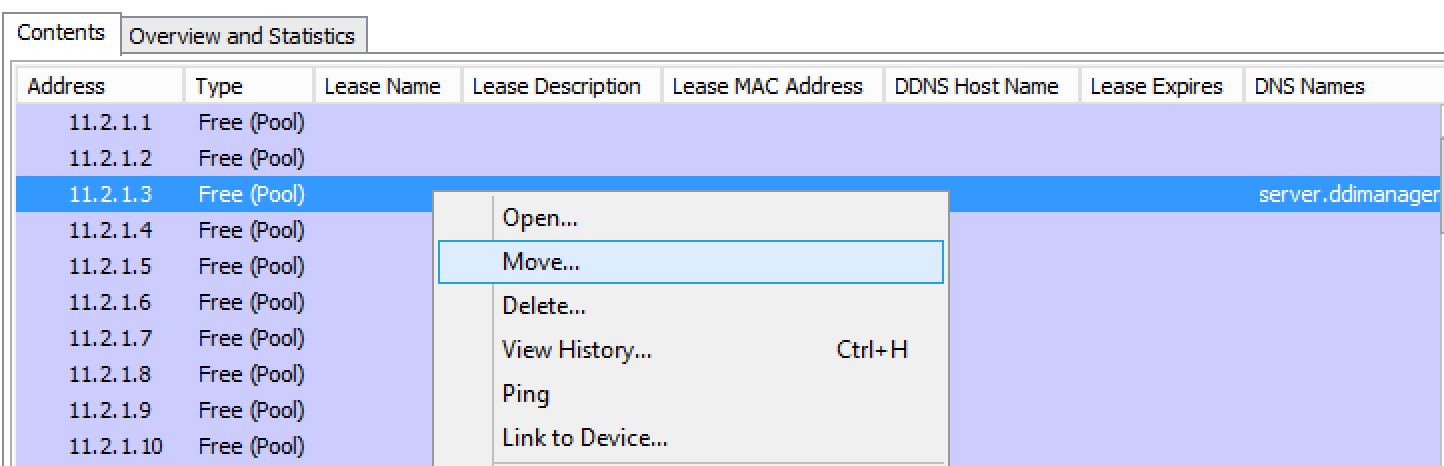 Contents Overview and Statistics
Address Type Lease Name Lease Description Lease MAC Address DDNS Host Name Lease Expires DNS Names
11.2.1.1 Free (Pool)
11.2.1.2 Free (Pool)
11.2.1.3 Free (Pool) server.ddimanager
Open...
11.2.1.4 Free (Pool)
Move...
11.2.1.5 Free (Pool)
11.2.1.6 Free (Pool)
Delete...
11.2.1.7 Free (Pool)
View History... Ctrl+H
11.2.1.8 Free (Pool)
Ping
11.2.1.9 Free (Pool)
Link to Device...
11.2.1.10 Free (Pool)